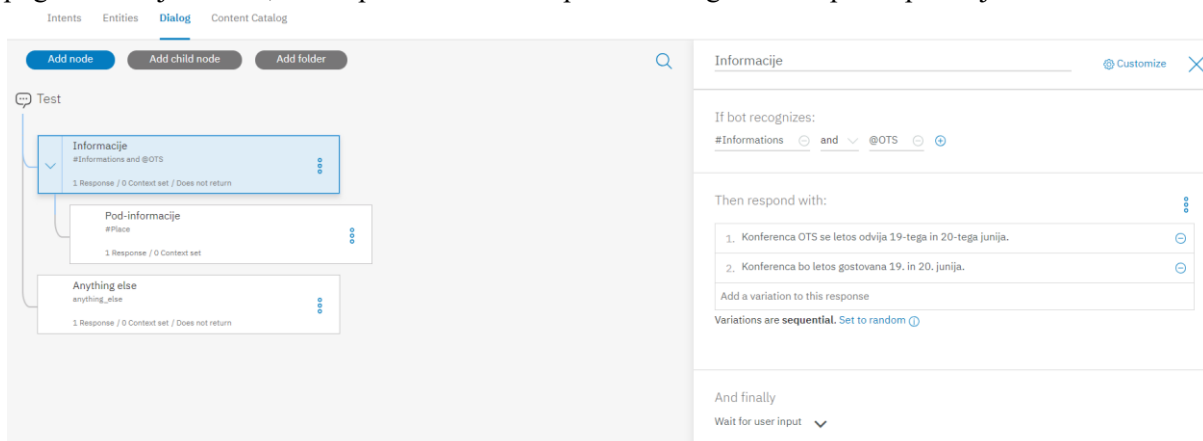 Intents Entities Dialog Content Catalog
Add node Add child node Add folder
Test
Informacije
#Informations and @OTS
1 Response / 0 Context set / Does not return
Pod-informacije
#Place
1 Response / 0 Context set
Anything else
anything_else
1 Response / 0 Context set / Does not return
Informacije
Customize
If bot recognizes:
#Informations and @OTS
Then respond with:
1. Konferenca OTS se letos odvija 19-tega in 20-tega junija.
2. Konferenca bo letos gostovana 19. in 20. junija.
Add a variation to this response
Variations are sequential. Set to random
And finally
Wait for user input